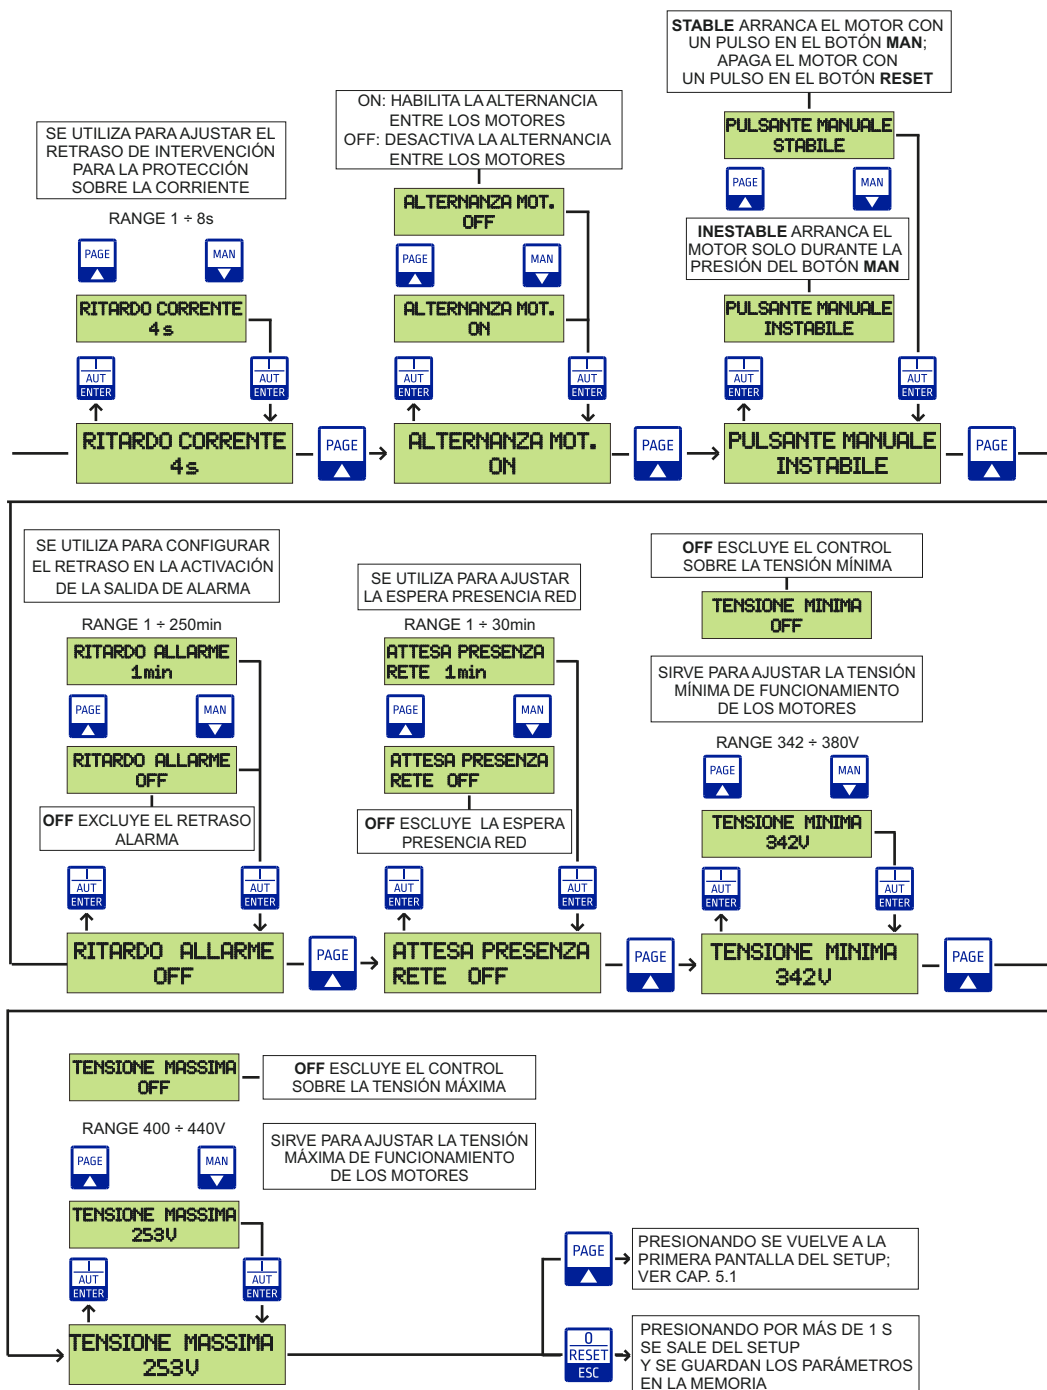 STABLE ARRANCA EL MOTOR CON
UN PULSO EN EL BOTÓN MAN;
APAGA EL MOTOR CON
UN PULSO EN EL BOTÓN RESET
SE UTILIZA PARA AJUSTAR EL
RETRASO DE INTERVENCIÓN
PARA LA PROTECCIÓN
SOBRE LA CORRIENTE
RANGE 1 ÷ 8s
PAGE
MAN
RITARDO CORRENTE
4s
AUT
ENTER
AUT
ENTER
RITARDO CORRENTE
4s
PAGE
ON: HABILITA LA ALTERNANCIA
ENTRE LOS MOTORES
OFF: DESACTIVA LA ALTERNANCIA
ENTRE LOS MOTORES
ALTERNANZA MOT.
OFF
PAGE
MAN
ALTERNANZA MOT.
ON
AUT
ENTER
AUT
ENTER
ALTERNANZA MOT.
ON
PAGE
PULSANTE MANUALE
STABILE
PAGE
MAN
INESTABLE ARRANCA EL
MOTOR SOLO DURANTE LA
PRESIÓN DEL BOTÓN MAN
PULSANTE MANUALE
INSTABILE
AUT
ENTER
AUT
ENTER
PULSANTE MANUALE
INSTABILE
PAGE
SE UTILIZA PARA CONFIGURAR
EL RETRASO EN LA ACTIVACIÓN
DE LA SALIDA DE ALARMA
RANGE 1 ÷ 250min
RITARDO ALLARME
1min
PAGE
MAN
RITARDO ALLARME
OFF
OFF EXCLUYE EL RETRASO
ALARMA
AUT
ENTER
AUT
ENTER
RITARDO ALLARME
OFF
PAGE
SE UTILIZA PARA AJUSTAR
LA ESPERA PRESENCIA RED
RANGE 1 ÷ 30min
ATTESA PRESENZA
RETE 1min
PAGE
MAN
ATTESA PRESENZA
RETE OFF
OFF ESCLUYE LA ESPERA
PRESENCIA RED
AUT
ENTER
AUT
ENTER
ATTESA PRESENZA
RETE OFF
PAGE
OFF ESCLUYE EL CONTROL
SOBRE LA TENSIÓN MÍNIMA
TENSIONE MINIMA
OFF
SIRVE PARA AJUSTAR LA TENSIÓN
MÍNIMA DE FUNCIONAMIENTO
DE LOS MOTORES
RANGE 342 ÷ 380V
PAGE
MAN
TENSIONE MINIMA
342V
AUT
ENTER
AUT
ENTER
TENSIONE MINIMA
342V
PAGE
TENSIONE MASSIMA
OFF
OFF ESCLUYE EL CONTROL
SOBRE LA TENSIÓN MÁXIMA
RANGE 400 ÷ 440V
PAGE
MAN
SIRVE PARA AJUSTAR LA TENSIÓN
MÁXIMA DE FUNCIONAMIENTO
DE LOS MOTORES
TENSIONE MASSIMA
253V
AUT
ENTER
AUT
ENTER
TENSIONE MASSIMA
253V
PAGE
PRESIONANDO SE VUELVE A LA
PRIMERA PANTALLA DEL SETUP;
VER CAP. 5.1
0
RESET
ESC
PRESIONANDO POR MÁS DE 1 S
SE SALE DEL SETUP
Y SE GUARDAN LOS PARÁMETROS
EN LA MEMORIA